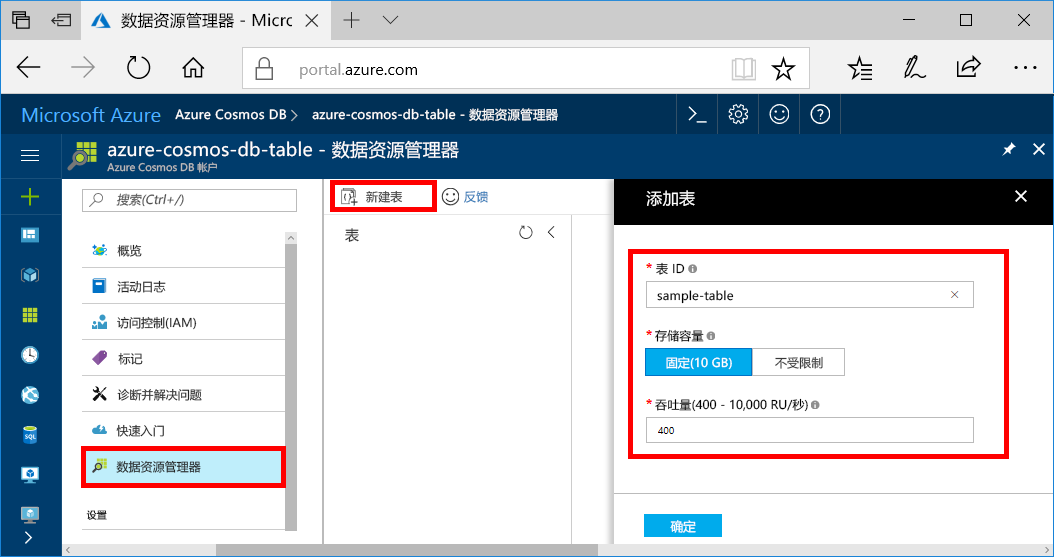 数据资源管理器 - Micr
portal.azure.com
Microsoft Azure Azure Cosmos DB azure-cosmos-db-table - 数据资源管理器
azure-cosmos-db-table - 数据资源管理器
Azure Cosmos DB 帐户
搜索(Ctrl+/)
概览
活动日志
访问控制(IAM)
标记
诊断并解决问题
快速入门
数据资源管理器
设置
新建表
反馈
表
添加表
* 表 ID
sample-table
* 存储容量
固定(10 GB) 不受限制
* 吞吐量(400 - 10,000 RU/秒)
400
确定
SQL